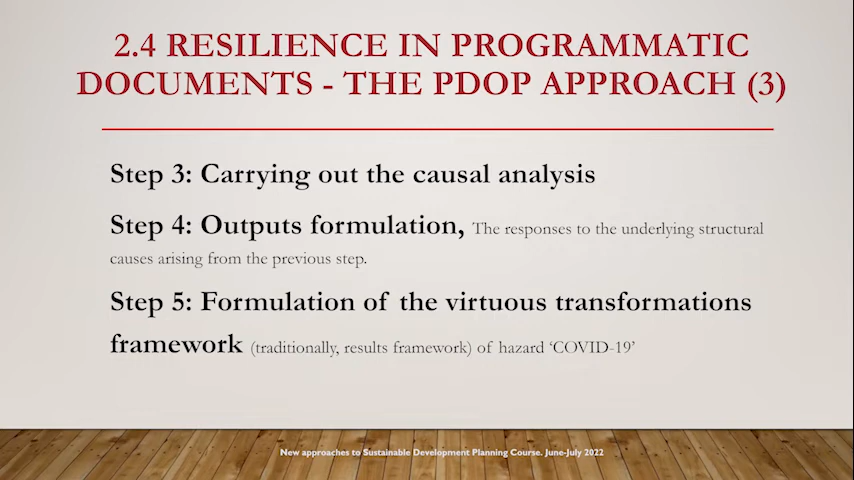 2.4 RESILIENCE IN PROGRAMMATIC
DOCUMENTS - THE PDOP APPROACH (3)
Step 3: Carrying out the causal analysis
Step 4: Outputs formulation, The responses to the underlying structural
causes arising from the previous step.
Step 5: Formulation of the virtuous transformations
framework (traditionally, results framework) of hazard ‘COVID-19’
New approaches to Sustainable Development Planning Course. June-July 2022